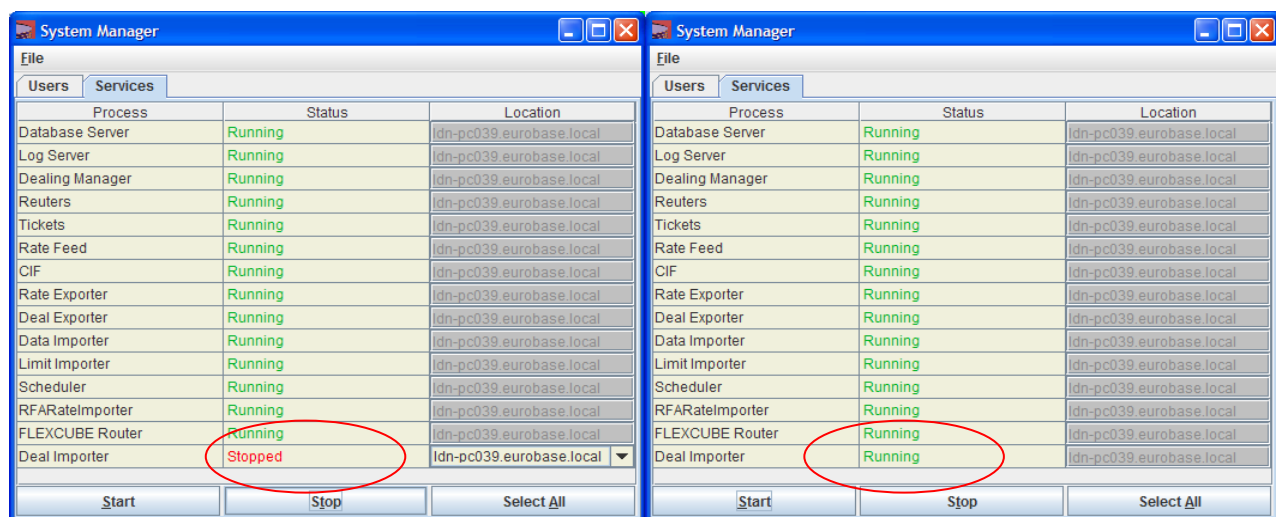 System Manager
File
Users Services
Process Status Location
Database Server Running ldn-pc039.eurobase.local
Log Server Running ldn-pc039.eurobase.local
Dealing Manager Running ldn-pc039.eurobase.local
Reuters Running ldn-pc039.eurobase.local
Tickets Running ldn-pc039.eurobase.local
Rate Feed Running ldn-pc039.eurobase.local
CIF Running ldn-pc039.eurobase.local
Rate Exporter Running ldn-pc039.eurobase.local
Deal Exporter Running ldn-pc039.eurobase.local
Data Importer Running ldn-pc039.eurobase.local
Limit Importer Running ldn-pc039.eurobase.local
Scheduler Running ldn-pc039.eurobase.local
RFARateImporter Running ldn-pc039.eurobase.local
FLEXCUBE Router Running ldn-pc039.eurobase.local
Deal Importer Stopped ldn-pc039.eurobase.local
Start Stop Select All
System Manager
File
Users Services
Process Status Location
Database Server Running ldn-pc039.eurobase.local
Log Server Running ldn-pc039.eurobase.local
Dealing Manager Running ldn-pc039.eurobase.local
Reuters Running ldn-pc039.eurobase.local
Tickets Running ldn-pc039.eurobase.local
Rate Feed Running ldn-pc039.eurobase.local
CIF Running ldn-pc039.eurobase.local
Rate Exporter Running ldn-pc039.eurobase.local
Deal Exporter Running ldn-pc039.eurobase.local
Data Importer Running ldn-pc039.eurobase.local
Limit Importer Running ldn-pc039.eurobase.local
Scheduler Running ldn-pc039.eurobase.local
RFARateImporter Running ldn-pc039.eurobase.local
FLEXCUBE Router Running ldn-pc039.eurobase.local
Deal Importer Running ldn-pc039.eurobase.local
Start Stop Select All